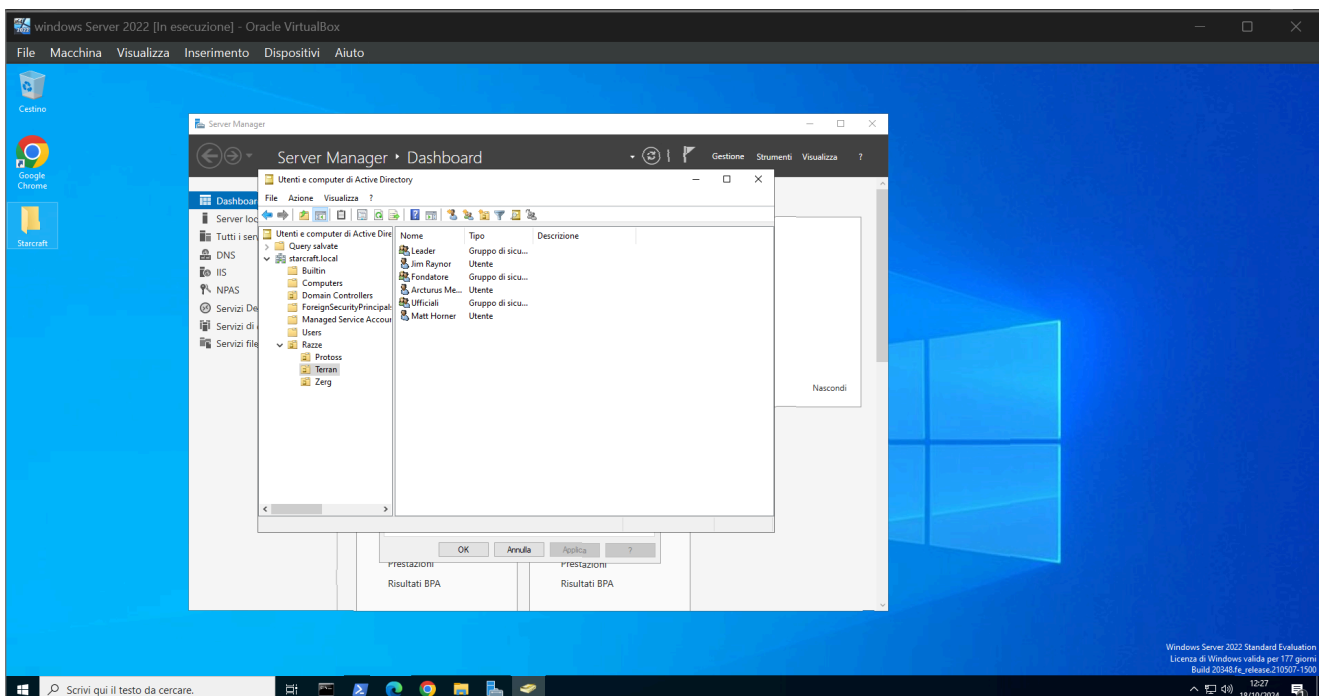 windows Server 2022 [In esecuzione] - Oracle VirtualBox
File Macchina Visualizza Inserimento Dispositivi Aiuto
Cestino
Google
Chrome
Starcraft
Server Manager
Server Manager Dashboard
Gestione Strumenti Visualizza ?
Dashboar
Server loc
Tutti i ser
DNS
IIS
NPAS
Servizi De
Servizi di
Servizi file
Utenti e computer di Active Directory
File Azione Visualizza ?
Utenti e computer di Active Dire
Query salvate
starcraft.local
Builtin
Computers
Domain Controllers
ForeignSecurityPrincipal
Managed Service Accou
Users
Razze
Protoss
Terran
Zerg
Nome Tipo Descrizione
Leader Gruppo di sicu...
Jim Raynor Utente
Fondatore Gruppo di sicu...
Arcturus Me... Utente
Ufficiali Gruppo di sicu...
Matt Horner Utente
Nascondi
OK Annulla Applica ?
Prestazioni Prestazioni
Risultati BPA Risultati BPA
Windows Server 2022 Standard Evaluation
Licenza di Windows valida per 177 giorni
Build 20348.fe_release.210507-1500
Scrivi qui il testo da cercare.
12:27
18/10/2024